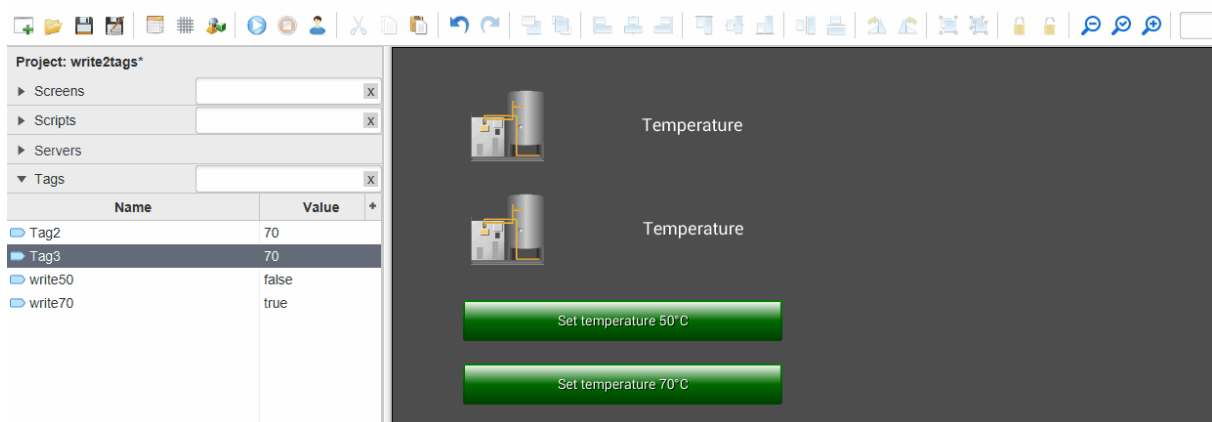 Project: write2tags*
Screens x
Scripts x
Servers
Tags x
Name Value +
Tag2 70
Tag3 70
write50 false
write70 true
Temperature
Temperature
Set temperature 50°C
Set temperature 70°C